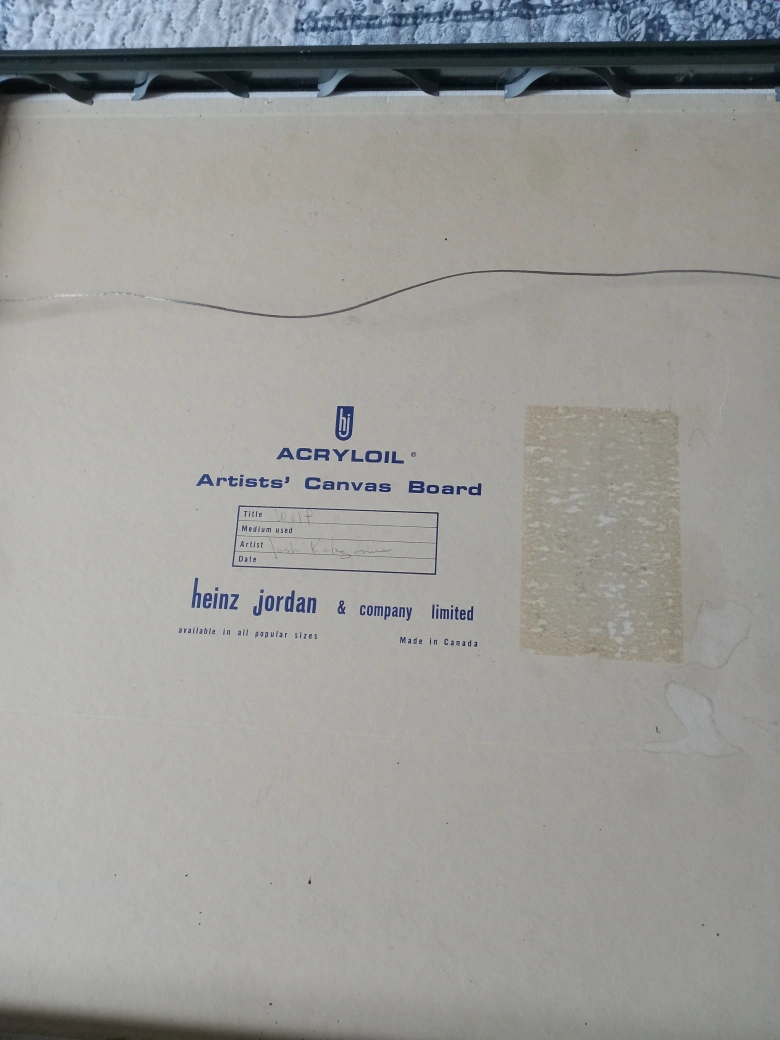 hj
ACRYLOIL ®
Artists' Canvas Board
Title Wolf
Medium used
Artist
Date
heinz jordan & company limited
available in all popular sizes Made in Canada